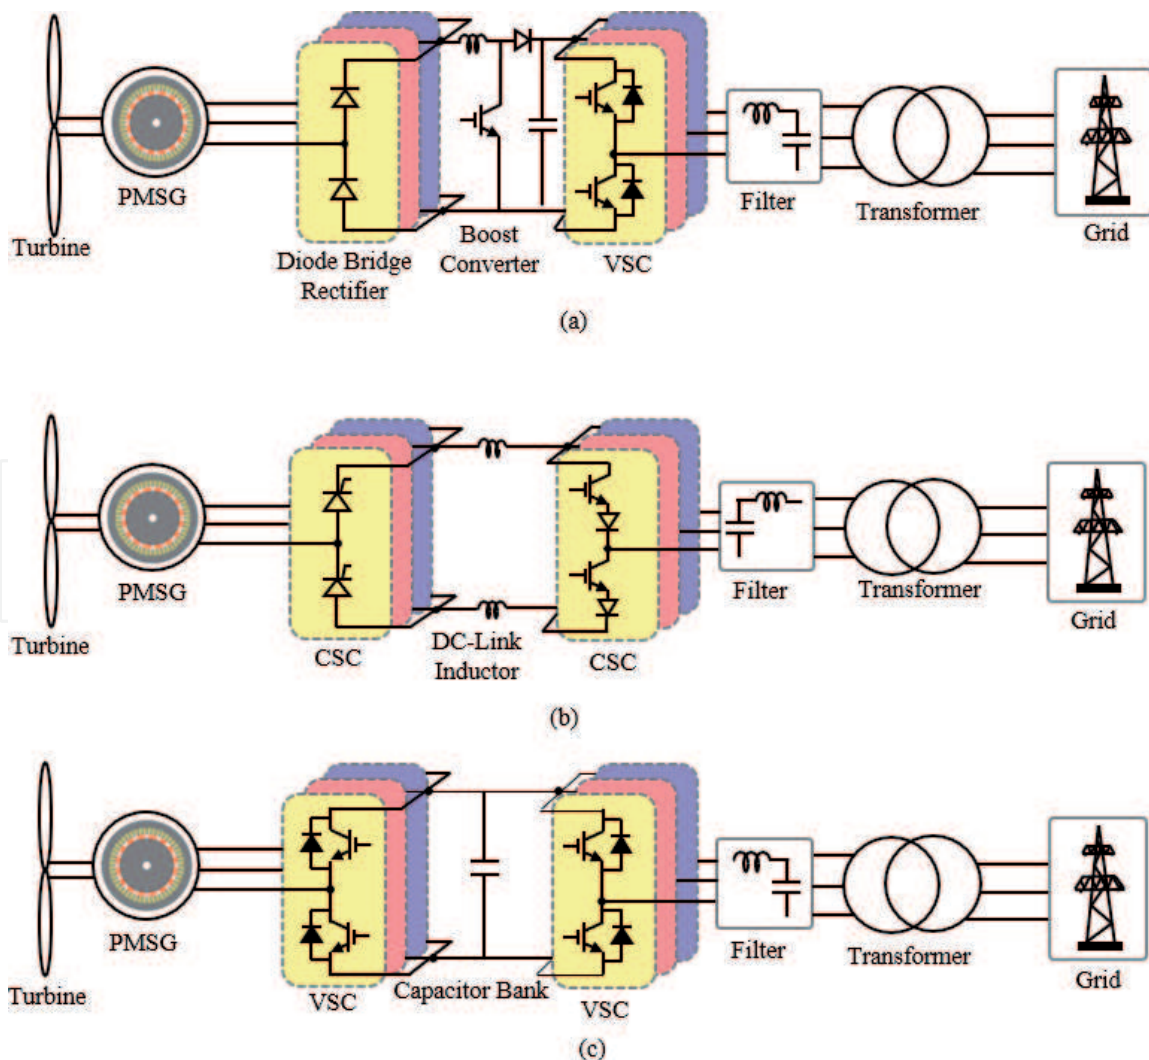 PMSG
Turbine
Diode Bridge
Rectifier
Boost
Converter
VSC
Filter
Transformer
Grid
(a)
PMSG
Turbine
CSC
DC-Link
Inductor
CSC
Filter
Transformer
Grid
(b)
PMSG
Turbine
VSC
Capacitor Bank
VSC
Filter
Transformer
Grid
(c)